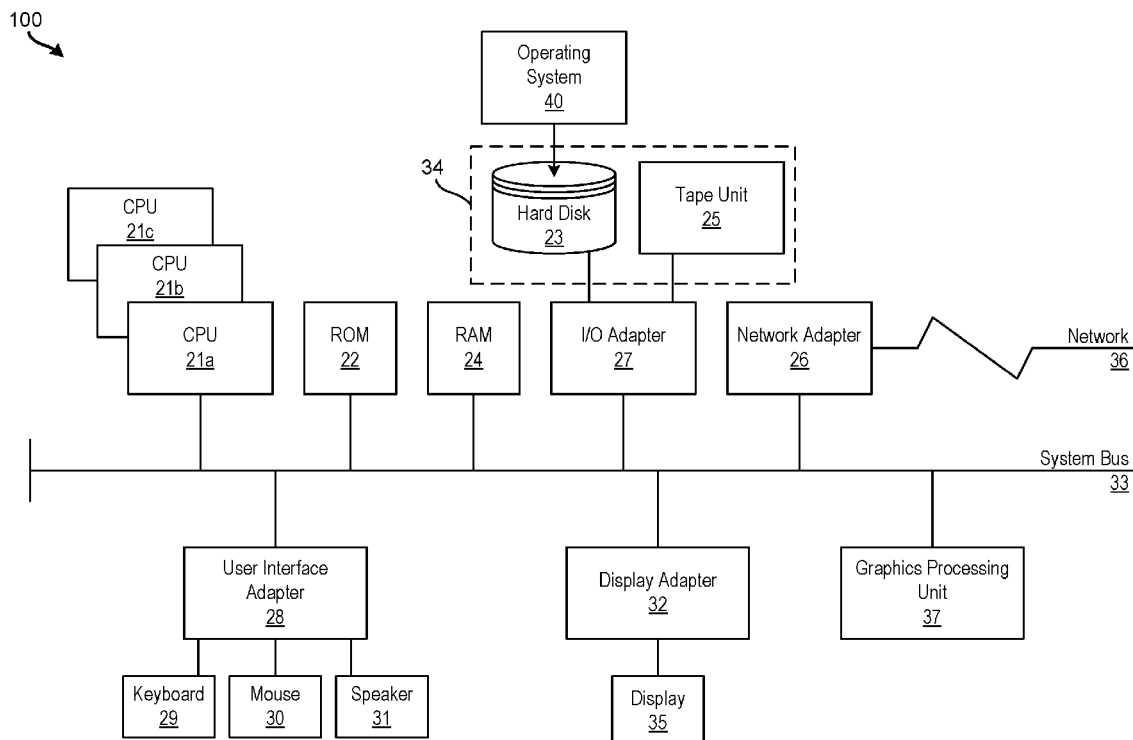 100
Operating
System
40
34
Hard Disk
23
Tape Unit
25
CPU
21c
CPU
21b
CPU
21a
ROM
22
RAM
24
I/O Adapter
27
Network Adapter
26
Network
36
System Bus
33
User Interface
Adapter
28
Display Adapter
32
Graphics Processing
Unit
37
Keyboard
29
Mouse
30
Speaker
31
Display
35